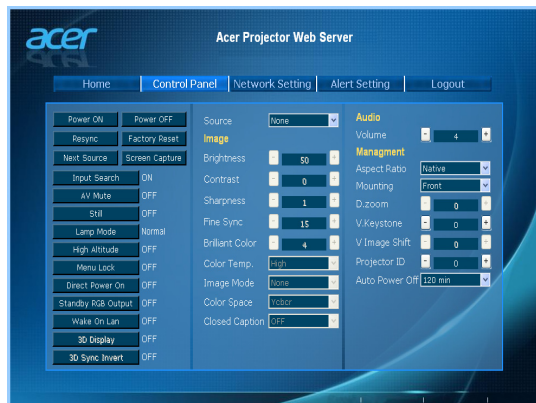 acer
Acer Projector Web Server
Home Control Panel Network Setting Alert Setting Logout
Power ON Power OFF
Resync Factory Reset
Next Source Screen Capture
Input Search ON
AV Mute OFF
Still OFF
Lamp Mode Normal
High Altitude OFF
Menu Lock OFF
Direct Power On OFF
Standby RGB Output OFF
Wake On Lan OFF
3D Display OFF
3D Sync Invert OFF
Source None
Image
Brightness - 50 +
Contrast - 0 +
Sharpness - 1 +
Fine Sync - 15 +
Brilliant Color - 4 +
Color Temp. High
Image Mode None
Color Space Ycbcr
Closed Caption OFF
Audio
Volume - 4 +
Managment
Aspect Ratio Native
Mounting Front
D.zoom - 0 +
V.Keystone - 0 +
V Image Shift - 0 +
Projector ID - 0 +
Auto Power Off 120 min